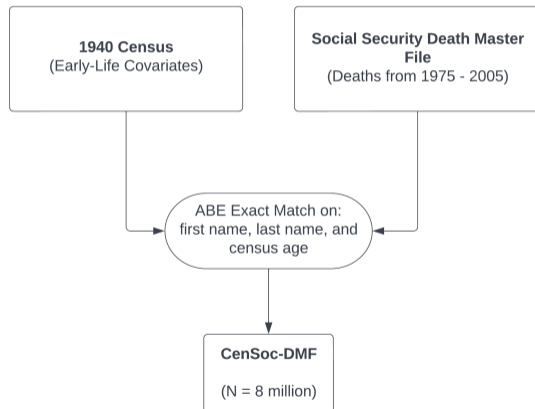 1940 Census
(Early-Life Covariates)
Social Security Death Master
File
(Deaths from 1975 - 2005)
ABE Exact Match on:
first name, last name, and
census age
CenSoc-DMF
(N = 8 million)